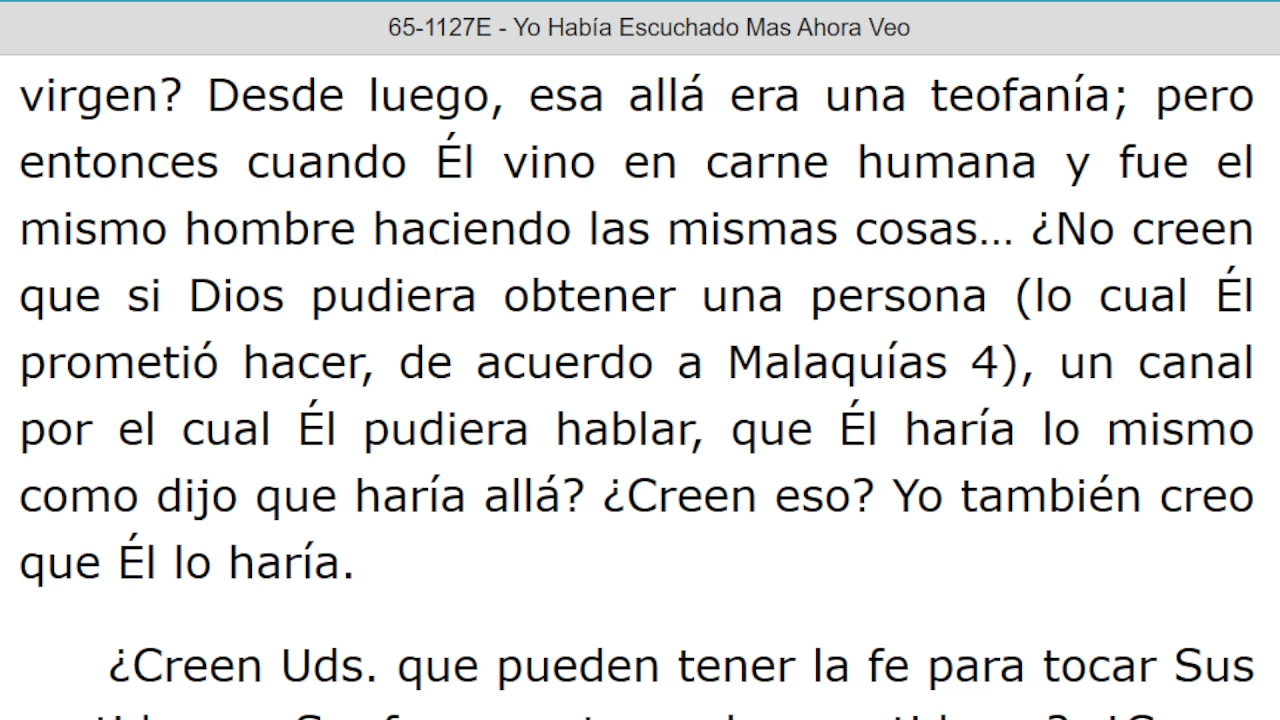 65-1127E - Yo Había Escuchado Mas Ahora Veo
virgen? Desde luego, esa allá era una teofanía; pero
entonces cuando Él vino en carne humana y fue el
mismo hombre haciendo las mismas cosas... ¿No creen
que si Dios pudiera obtener una persona (lo cual Él
prometió hacer, de acuerdo a Malaquías 4), un canal
por el cual Él pudiera hablar, que Él haría lo mismo
como dijo que haría allá? ¿Creen eso? Yo también creo
que Él lo haría.
¿Creen Uds. que pueden tener la fe para tocar Sus